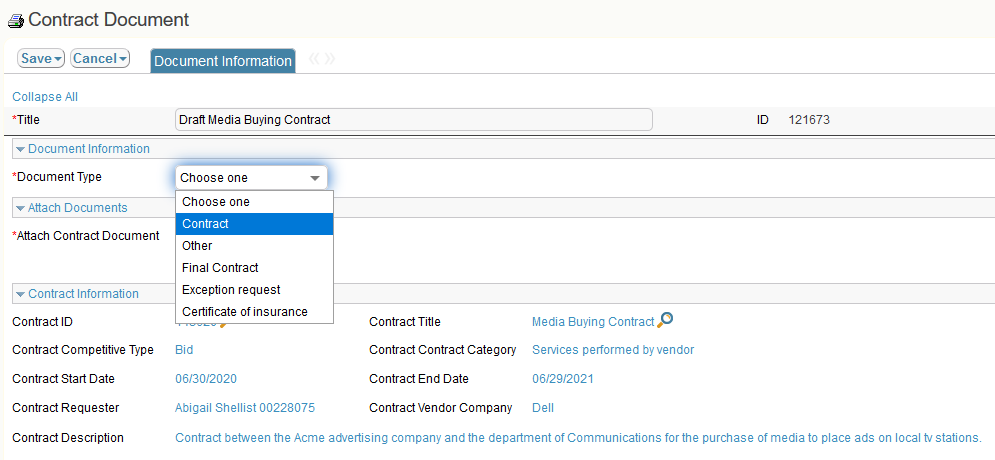 Contract Document
Save Cancel Document Information
Collapse All
*Title Draft Media Buying Contract ID 121673
Document Information
*Document Type Choose one
Choose one
Attach Documents
Contract
*Attach Contract Document
Other
Final Contract
Exception request
Contract Information
Certificate of insurance
Contract ID Contract Title Media Buying Contract
Contract Competitive Type Bid Contract Contract Category Services performed by vendor
Contract Start Date 06/30/2020 Contract End Date 06/29/2021
Contract Requester Abigail Shellist 00228075 Contract Vendor Company Dell
Contract Description Contract between the Acme advertising company and the department of Communications for the purchase of media to place ads on local tv stations.